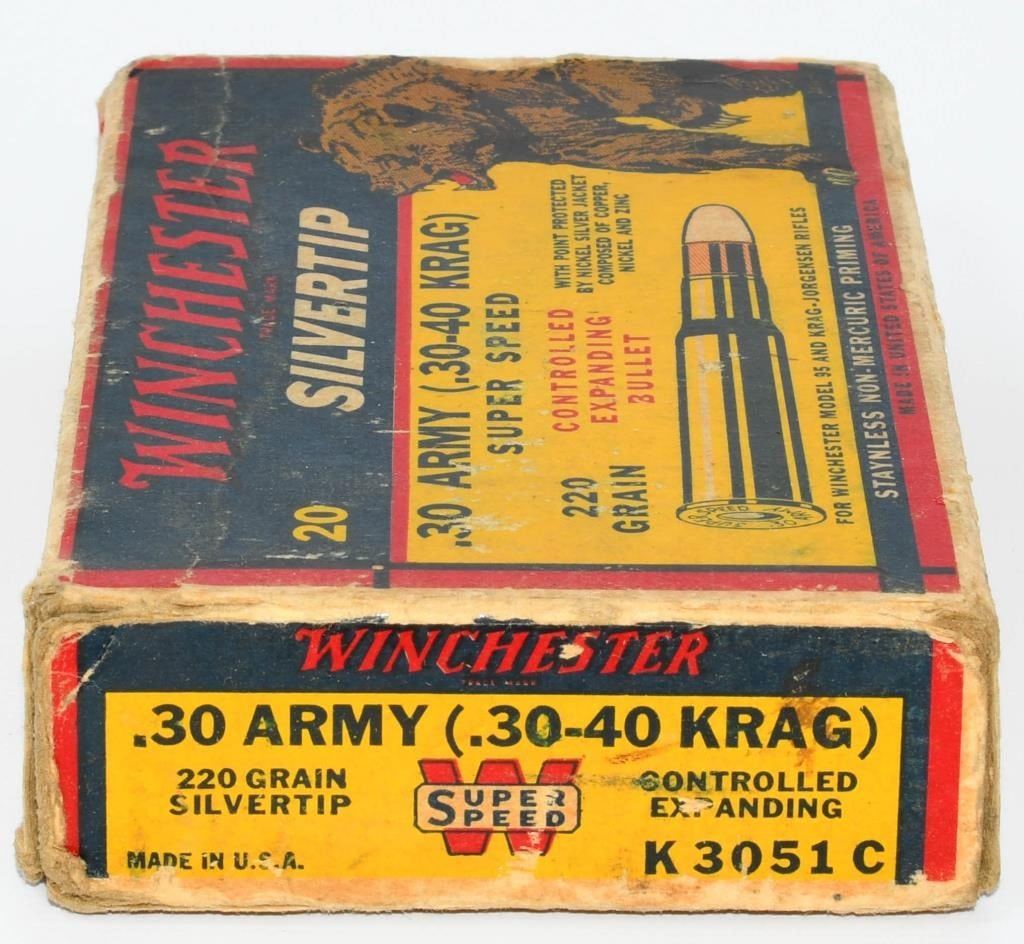 WINCHESTER
TRADE MARK
SILVERTIP
20
.30 ARMY (.30-40 KRAG)
SUPER SPEED
CONTROLLED
EXPANDING
BULLET
WITH POINT PROTECTED
BY NICKEL SILVER JACKET
COMPOSED OF COPPER,
NICKEL AND ZINC
220
GRAIN
FOR WINCHESTER MODEL 95 AND KRAG-JORGENSEN RIFLES
STAYNLESS NON-MERCURIC PRIMING
MADE IN UNITED STATES OF AMERICA
WINCHESTER
TRADE MARK
.30 ARMY (.30-40 KRAG)
220 GRAIN
SILVERTIP
W
SUPER
SPEED
CONTROLLED
EXPANDING
MADE IN U.S.A.
K 3051 C